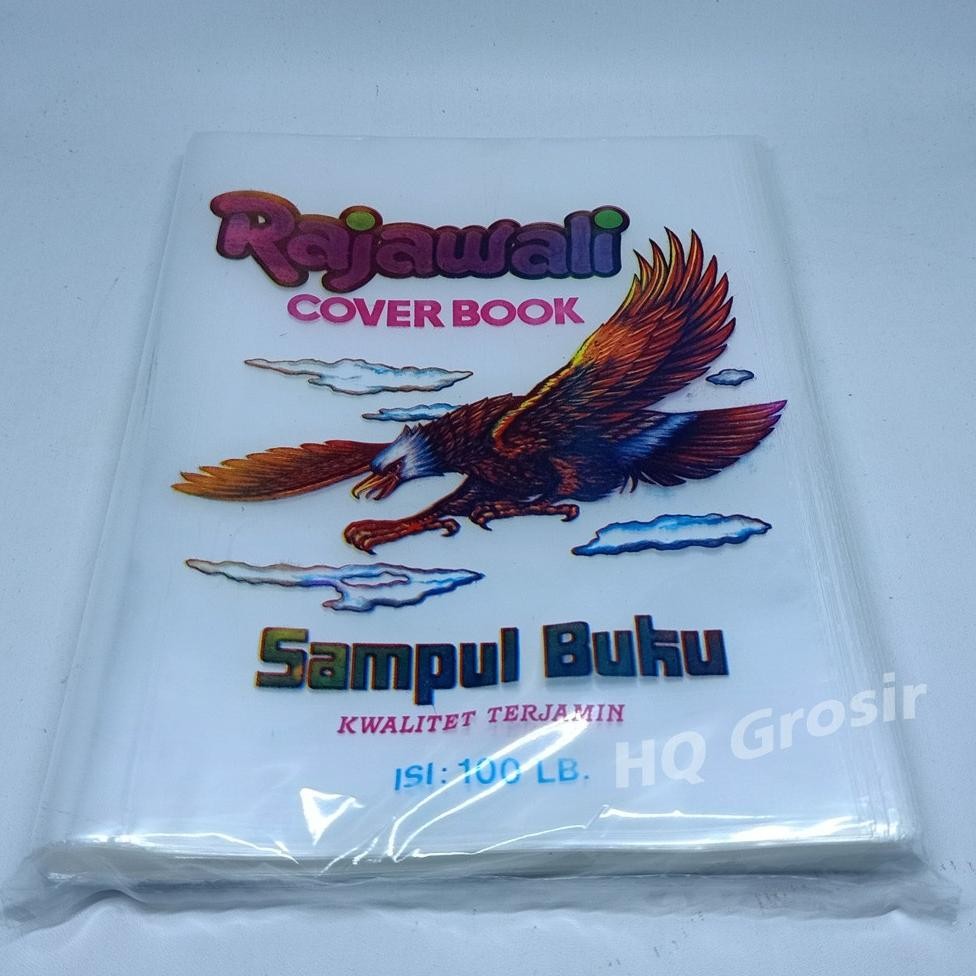 Rajawali
COVER BOOK
Sampul Buku
KWALITET TERJAMIN
ISI : 100 LB.
HQ Grosir